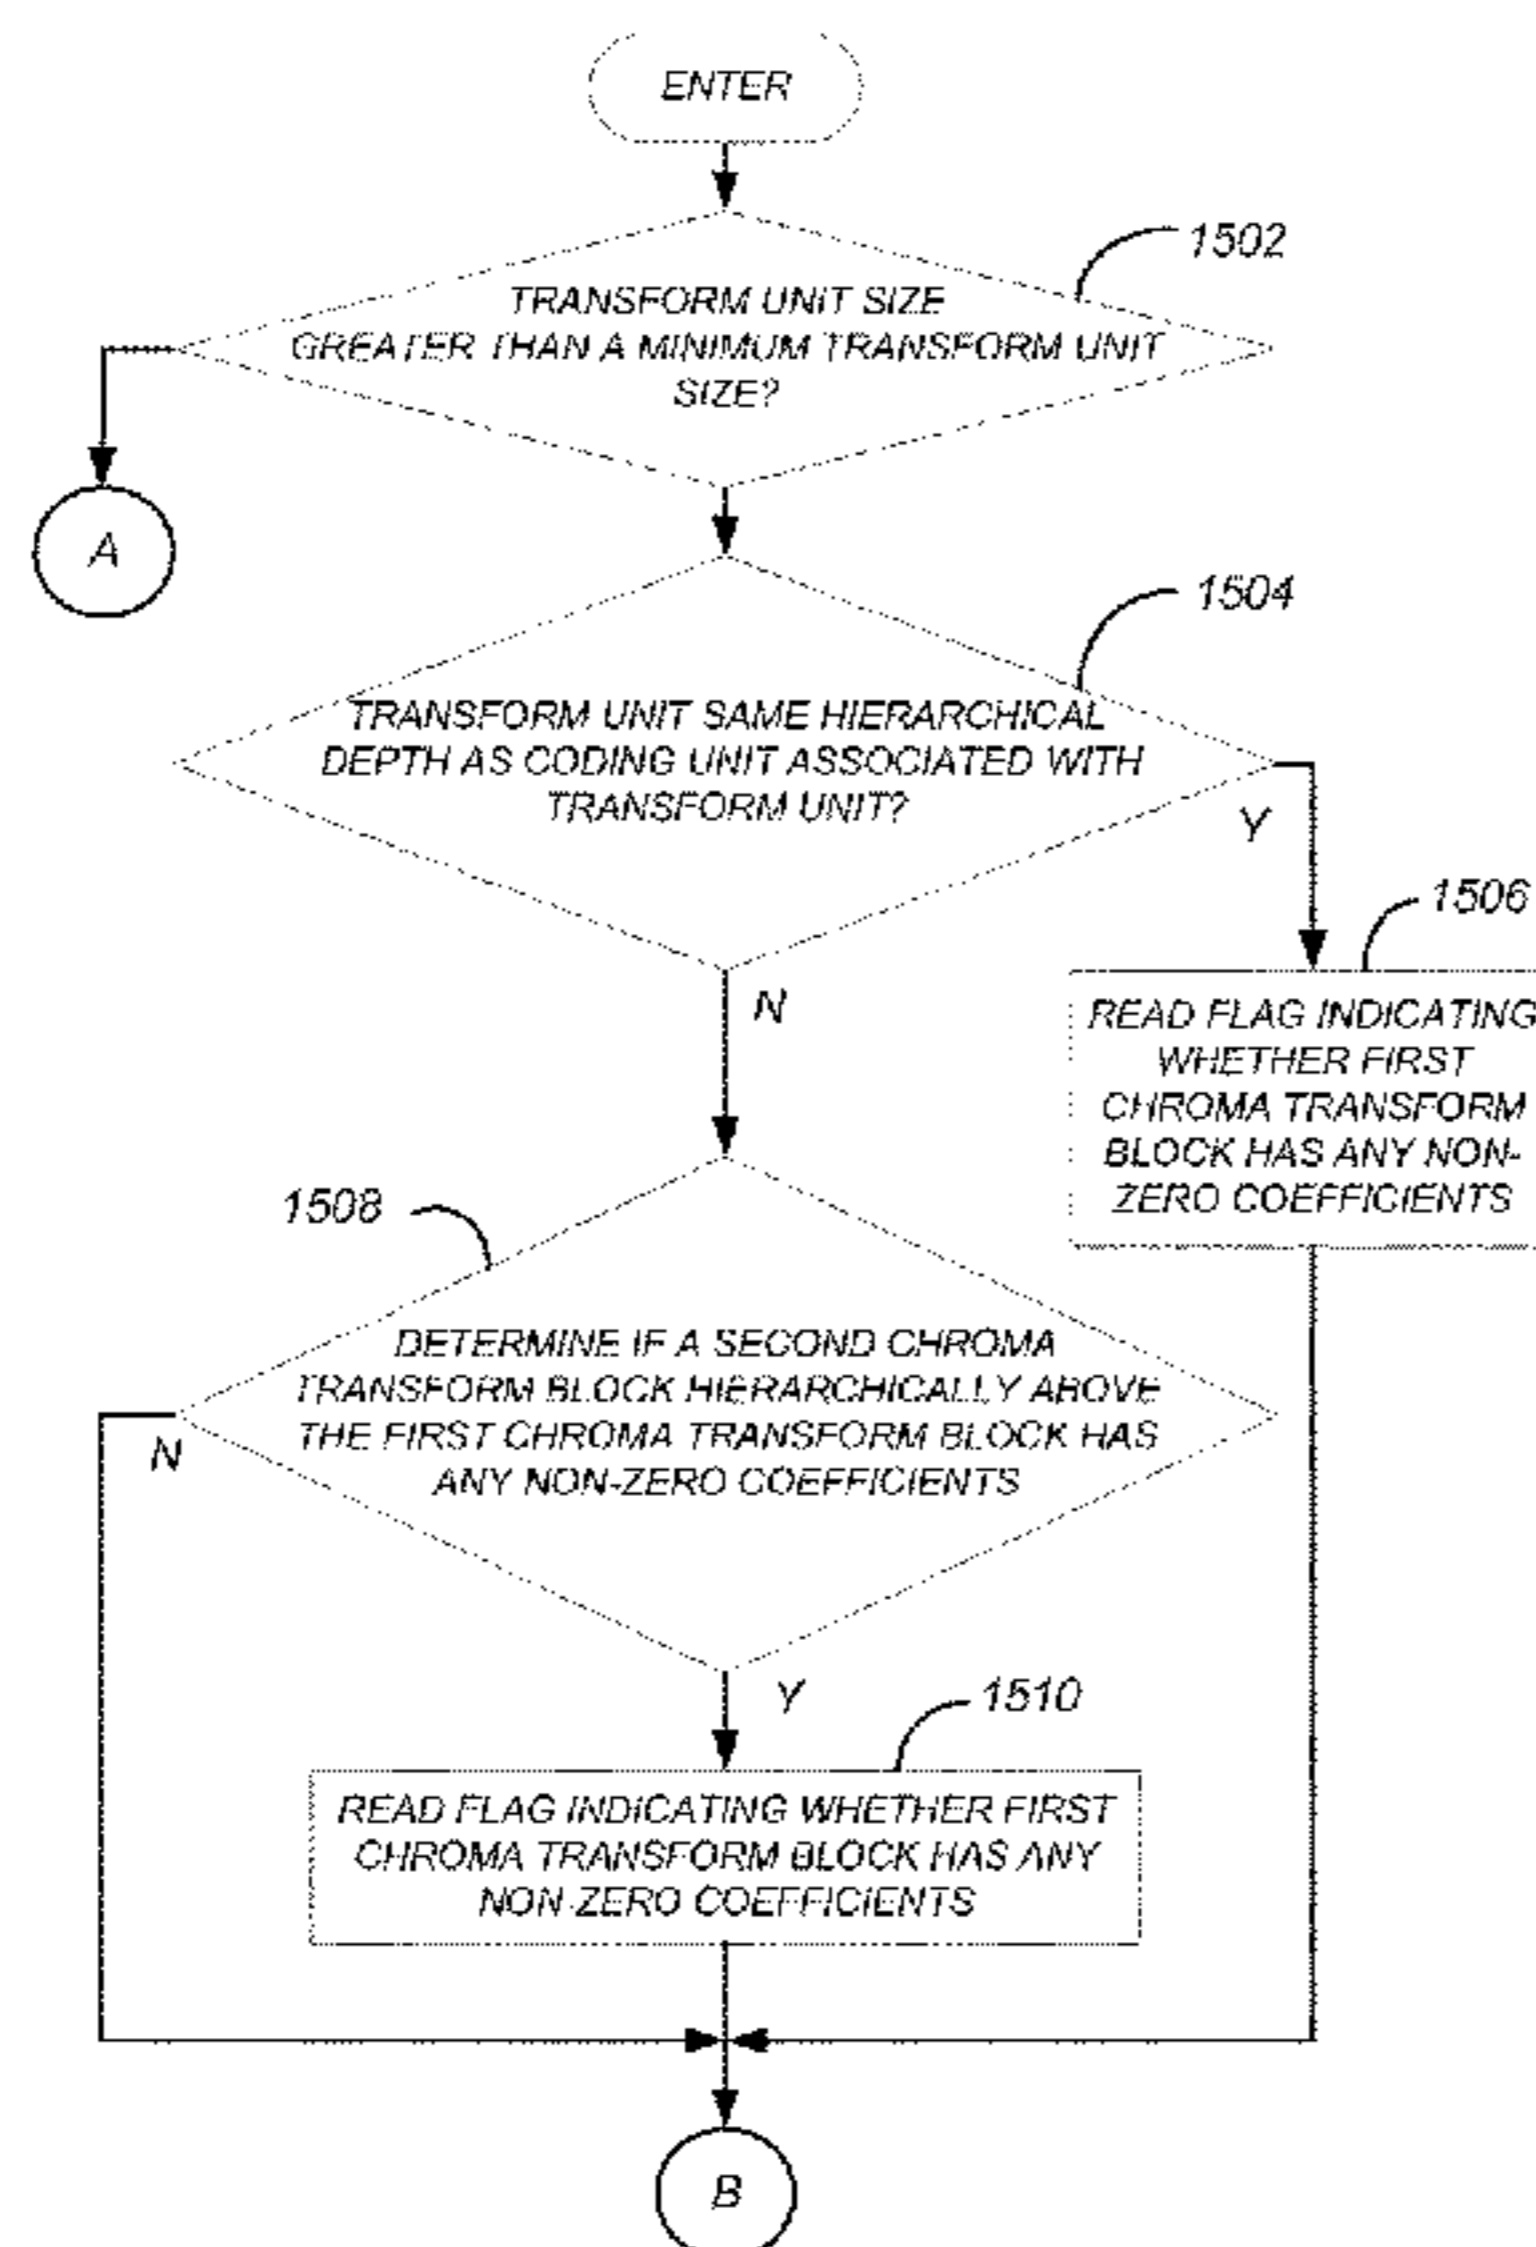 ENTER
1502
TRANSFORM UNIT SIZE
GREATER THAN A MINIMUM TRANSFORM UNIT
SIZE?
A
1504
TRANSFORM UNIT SAME HIERARCHICAL
DEPTH AS CODING UNIT ASSOCIATED WITH
TRANSFORM UNIT?
Y
1506
READ FLAG INDICATING
WHETHER FIRST
CHROMA TRANSFORM
BLOCK HAS ANY NON-
ZERO COEFFICIENTS
N
1508
DETERMINE IF A SECOND CHROMA
TRANSFORM BLOCK HIERARCHICALLY ABOVE
THE FIRST CHROMA TRANSFORM BLOCK HAS
ANY NON-ZERO COEFFICIENTS
N
Y
1510
READ FLAG INDICATING WHETHER FIRST
CHROMA TRANSFORM BLOCK HAS ANY
NON-ZERO COEFFICIENTS
B